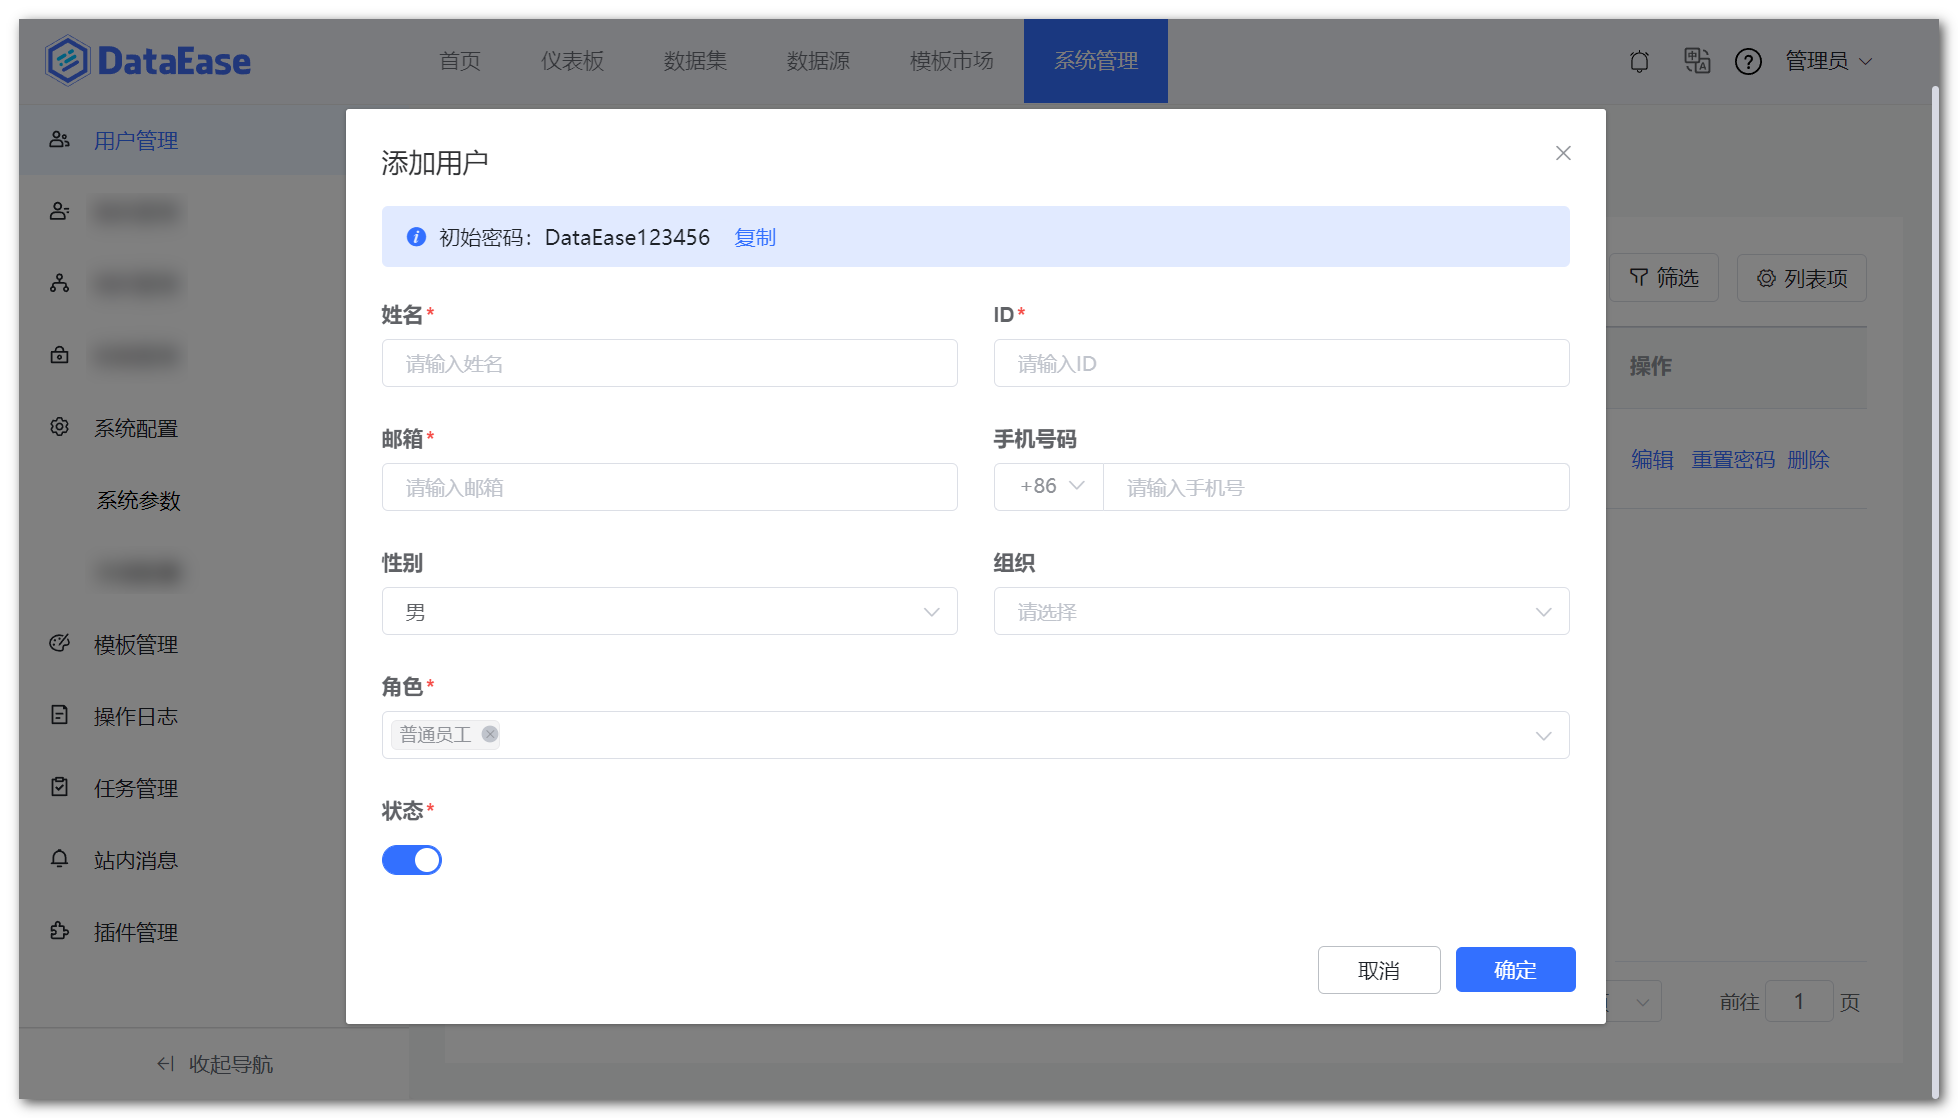 DataEase
首页 仪表板 数据集 数据源 模板市场 系统管理 管理员
用户管理
系统配置
系统参数
模板管理
操作日志
任务管理
站内消息
插件管理
收起导航
添加用户
初始密码：DataEase123456 复制
姓名* ID*
请输入姓名 请输入ID
邮箱* 手机号码
请输入邮箱 +86 请输入手机号
性别 组织
男 请选择
角色*
普通员工
状态*
取消 确定
筛选 列表项
操作
编辑 重置密码 删除
前往 1 页